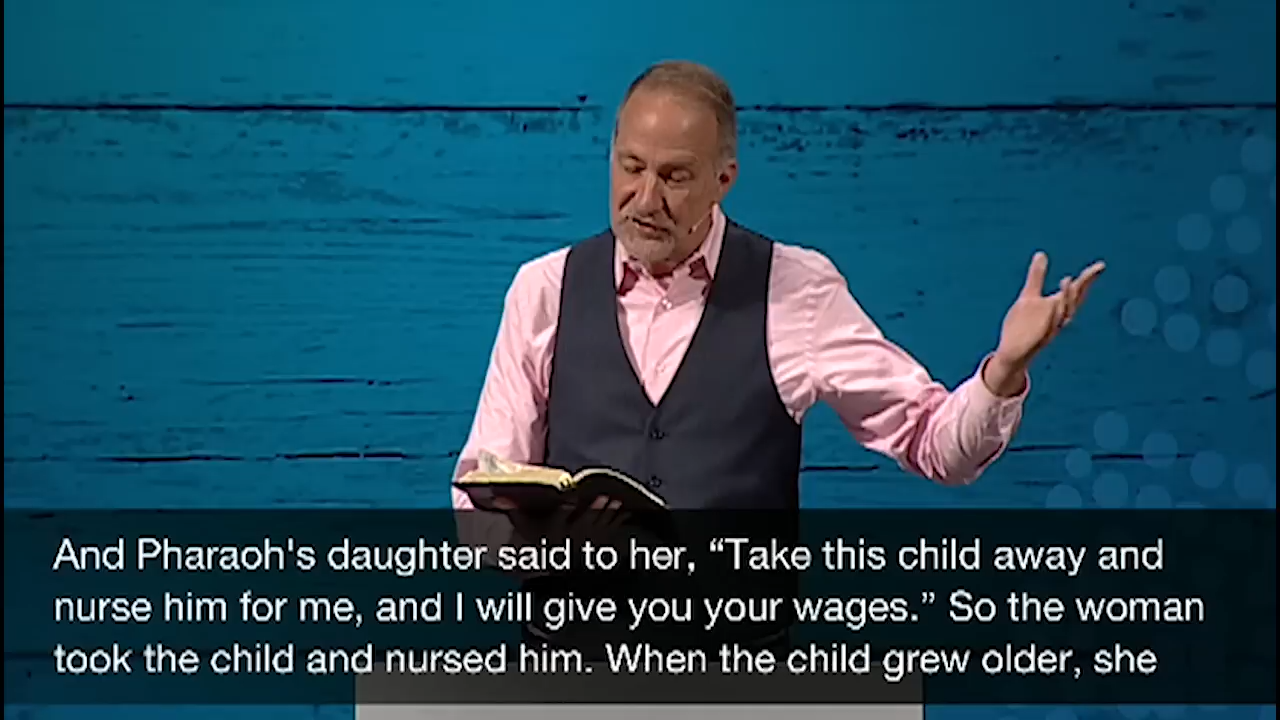 And Pharaoh's daughter said to her, “Take this child away and
nurse him for me, and I will give you your wages.” So the woman
took the child and nursed him. When the child grew older, she